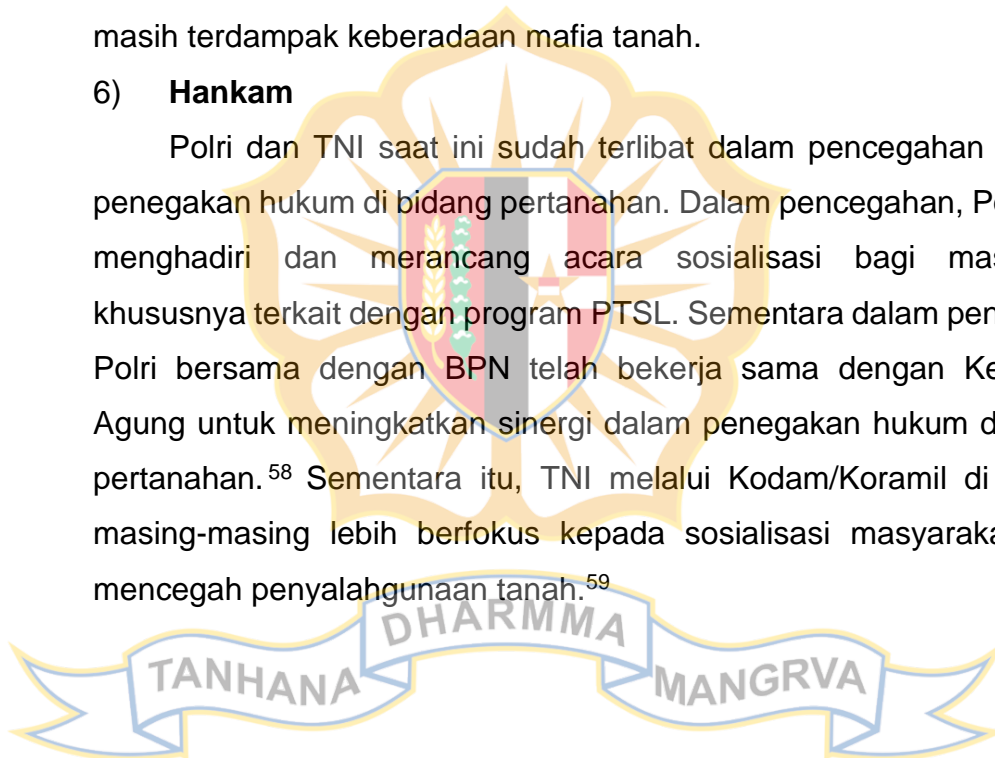 masih terdampak keberadaan mafia tanah.
6) Hankam
Polri dan TNI saat ini sudah terlibat dalam pencegahan
penegakan hukum di bidang pertanahan. Dalam pencegahan,
menghadiri dan merancang acara sosialisasi bagi
khususnya terkait dengan program PTSL. Sementara dalam
Polri bersama dengan BPN telah bekerja sama dengan
Agung untuk meningkatkan sinergi dalam penegakan hukum
pertanahan.58 Sementara itu, TNI melalui Kodam/Koramil di
masing-masing lebih berfokus kepada sosialisasi
mencegah penyalahgunaan tanah.59
TANHANA DHARMMA MANGRVA